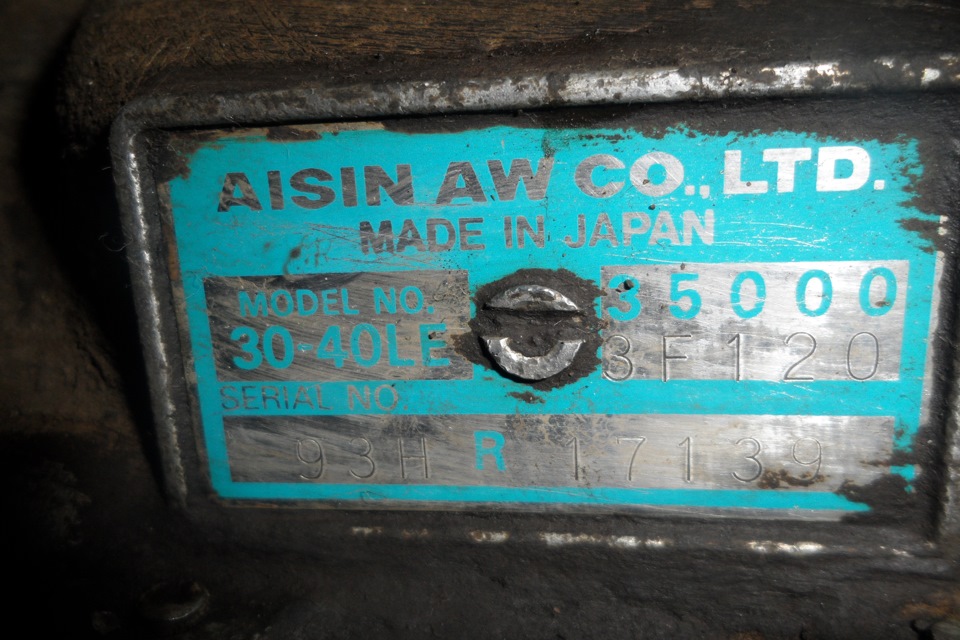 AISIN AW CO., LTD.
MADE IN JAPAN
MODEL NO. 35000
30-40LE 3F120
SERIAL NO
93H R 17139